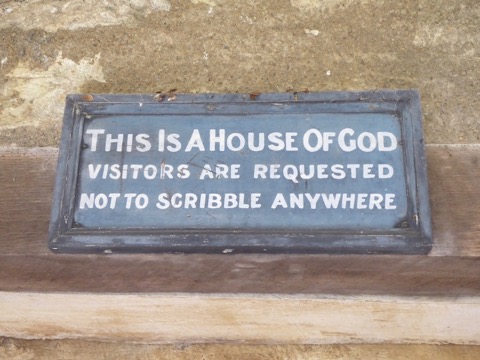 This Is A House Of God
VISITORS ARE REQUESTED
NOT TO SCRIBBLE ANYWHERE